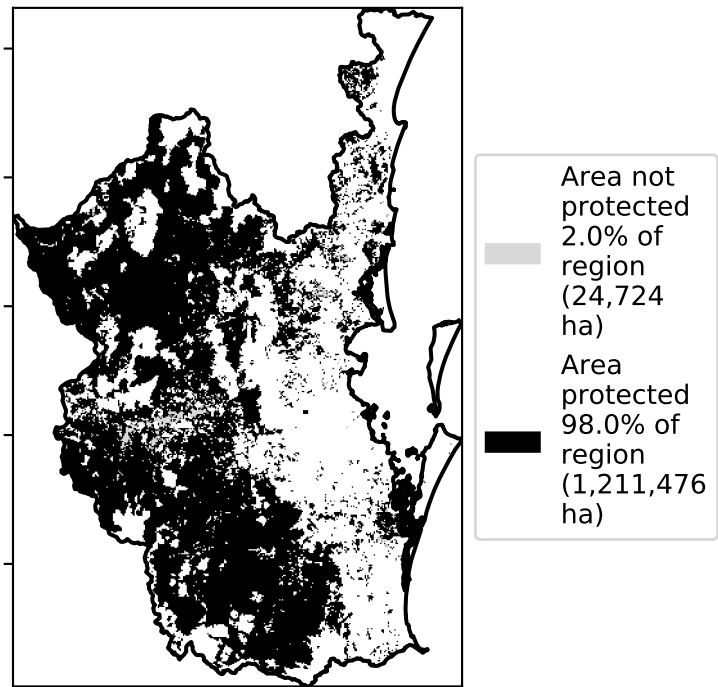 Area not
protected
2.0% of
region
(24,724
ha)
Area
protected
98.0% of
region
(1,211,476
ha)